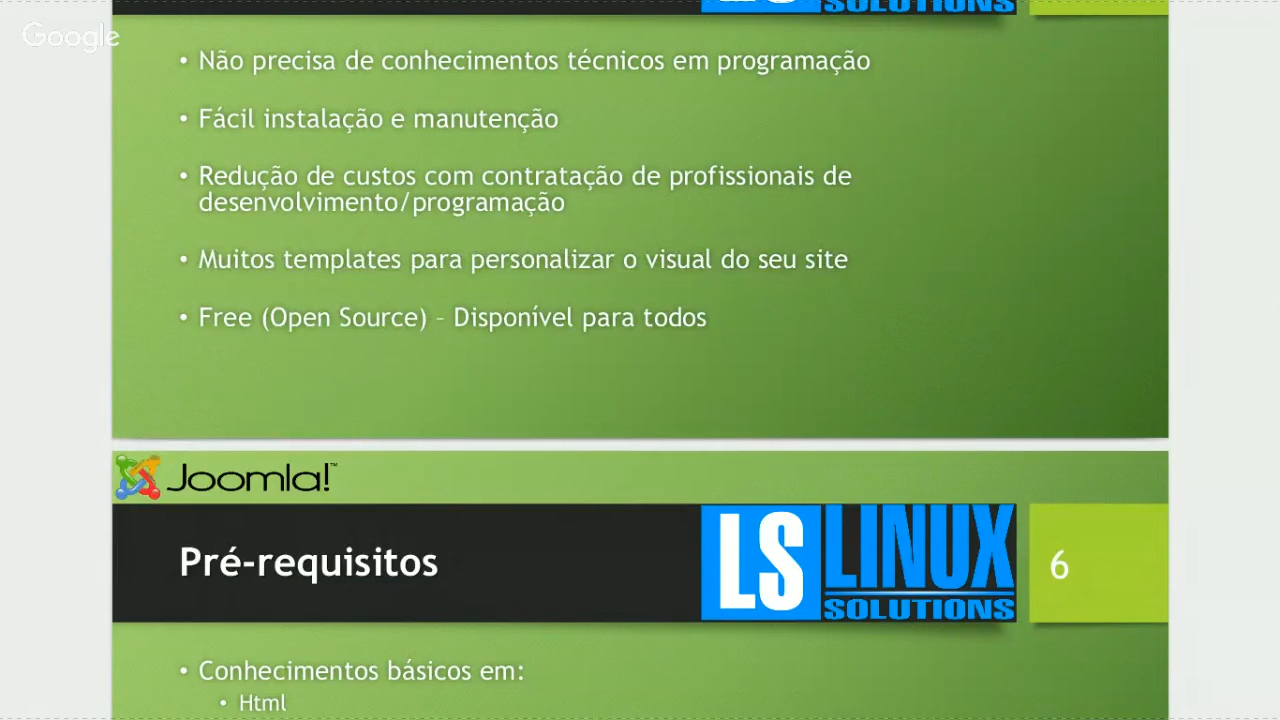 SOLUTIONS
Google
• Não precisa de conhecimentos técnicos em programação
• Fácil instalação e manutenção
• Redução de custos com contratação de profissionais de
desenvolvimento/programação
• Muitos templates para personalizar o visual do seu site
• Free (Open Source) – Disponível para todos
Joomla!™
Pré-requisitos
LS LINUX
SOLUTIONS
6
• Conhecimentos básicos em:
• Html